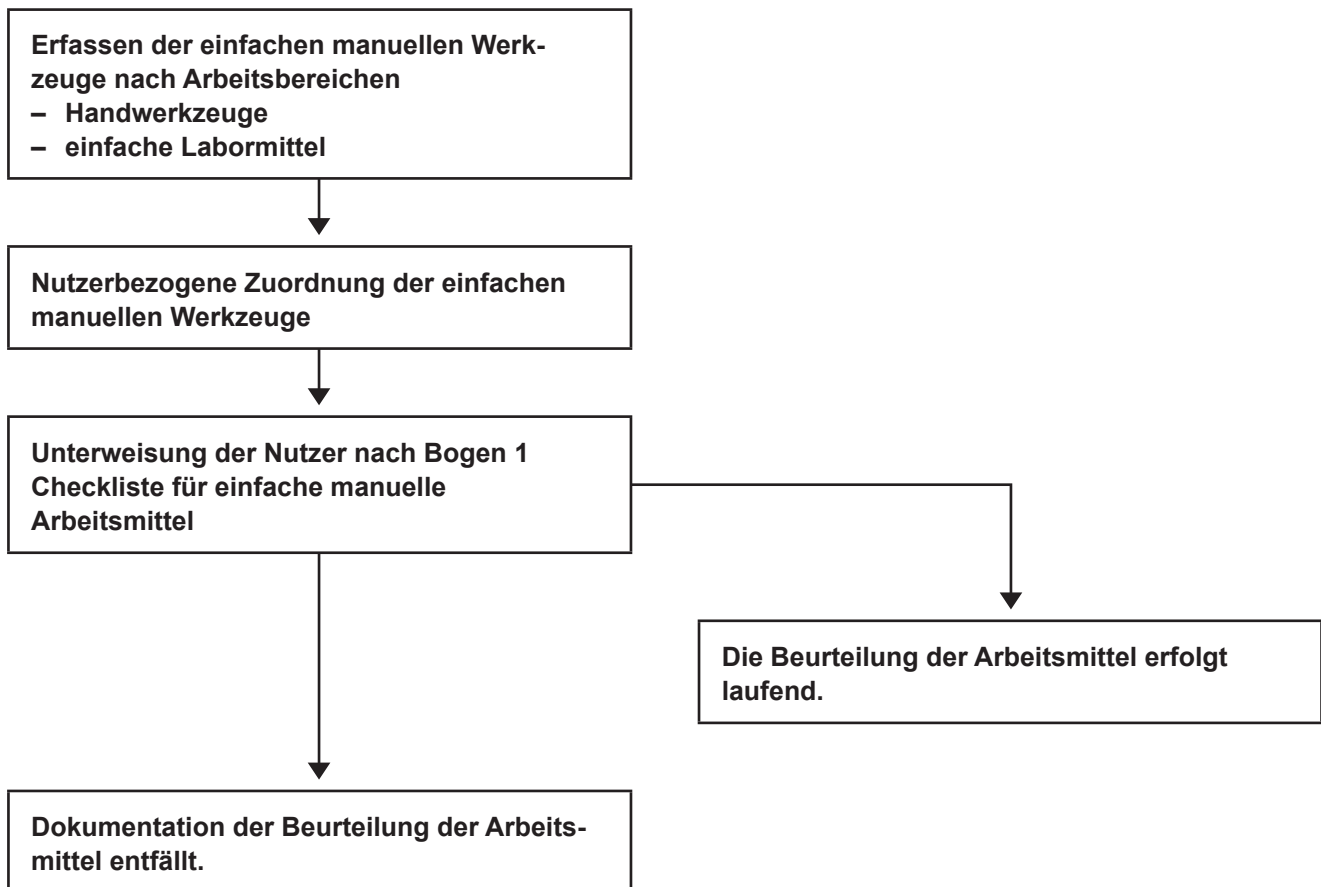 Erfassen der einfachen manuellen Werk-
zeuge nach Arbeitsbereichen
– Handwerkzeuge
– einfache Labormittel
Nutzerbezogene Zuordnung der einfachen
manuellen Werkzeuge
Unterweisung der Nutzer nach Bogen 1
Checkliste für einfache manuelle
Arbeitsmittel
Die Beurteilung der Arbeitsmittel erfolgt
laufend.
Dokumentation der Beurteilung der Arbeits-
mittel entfällt.